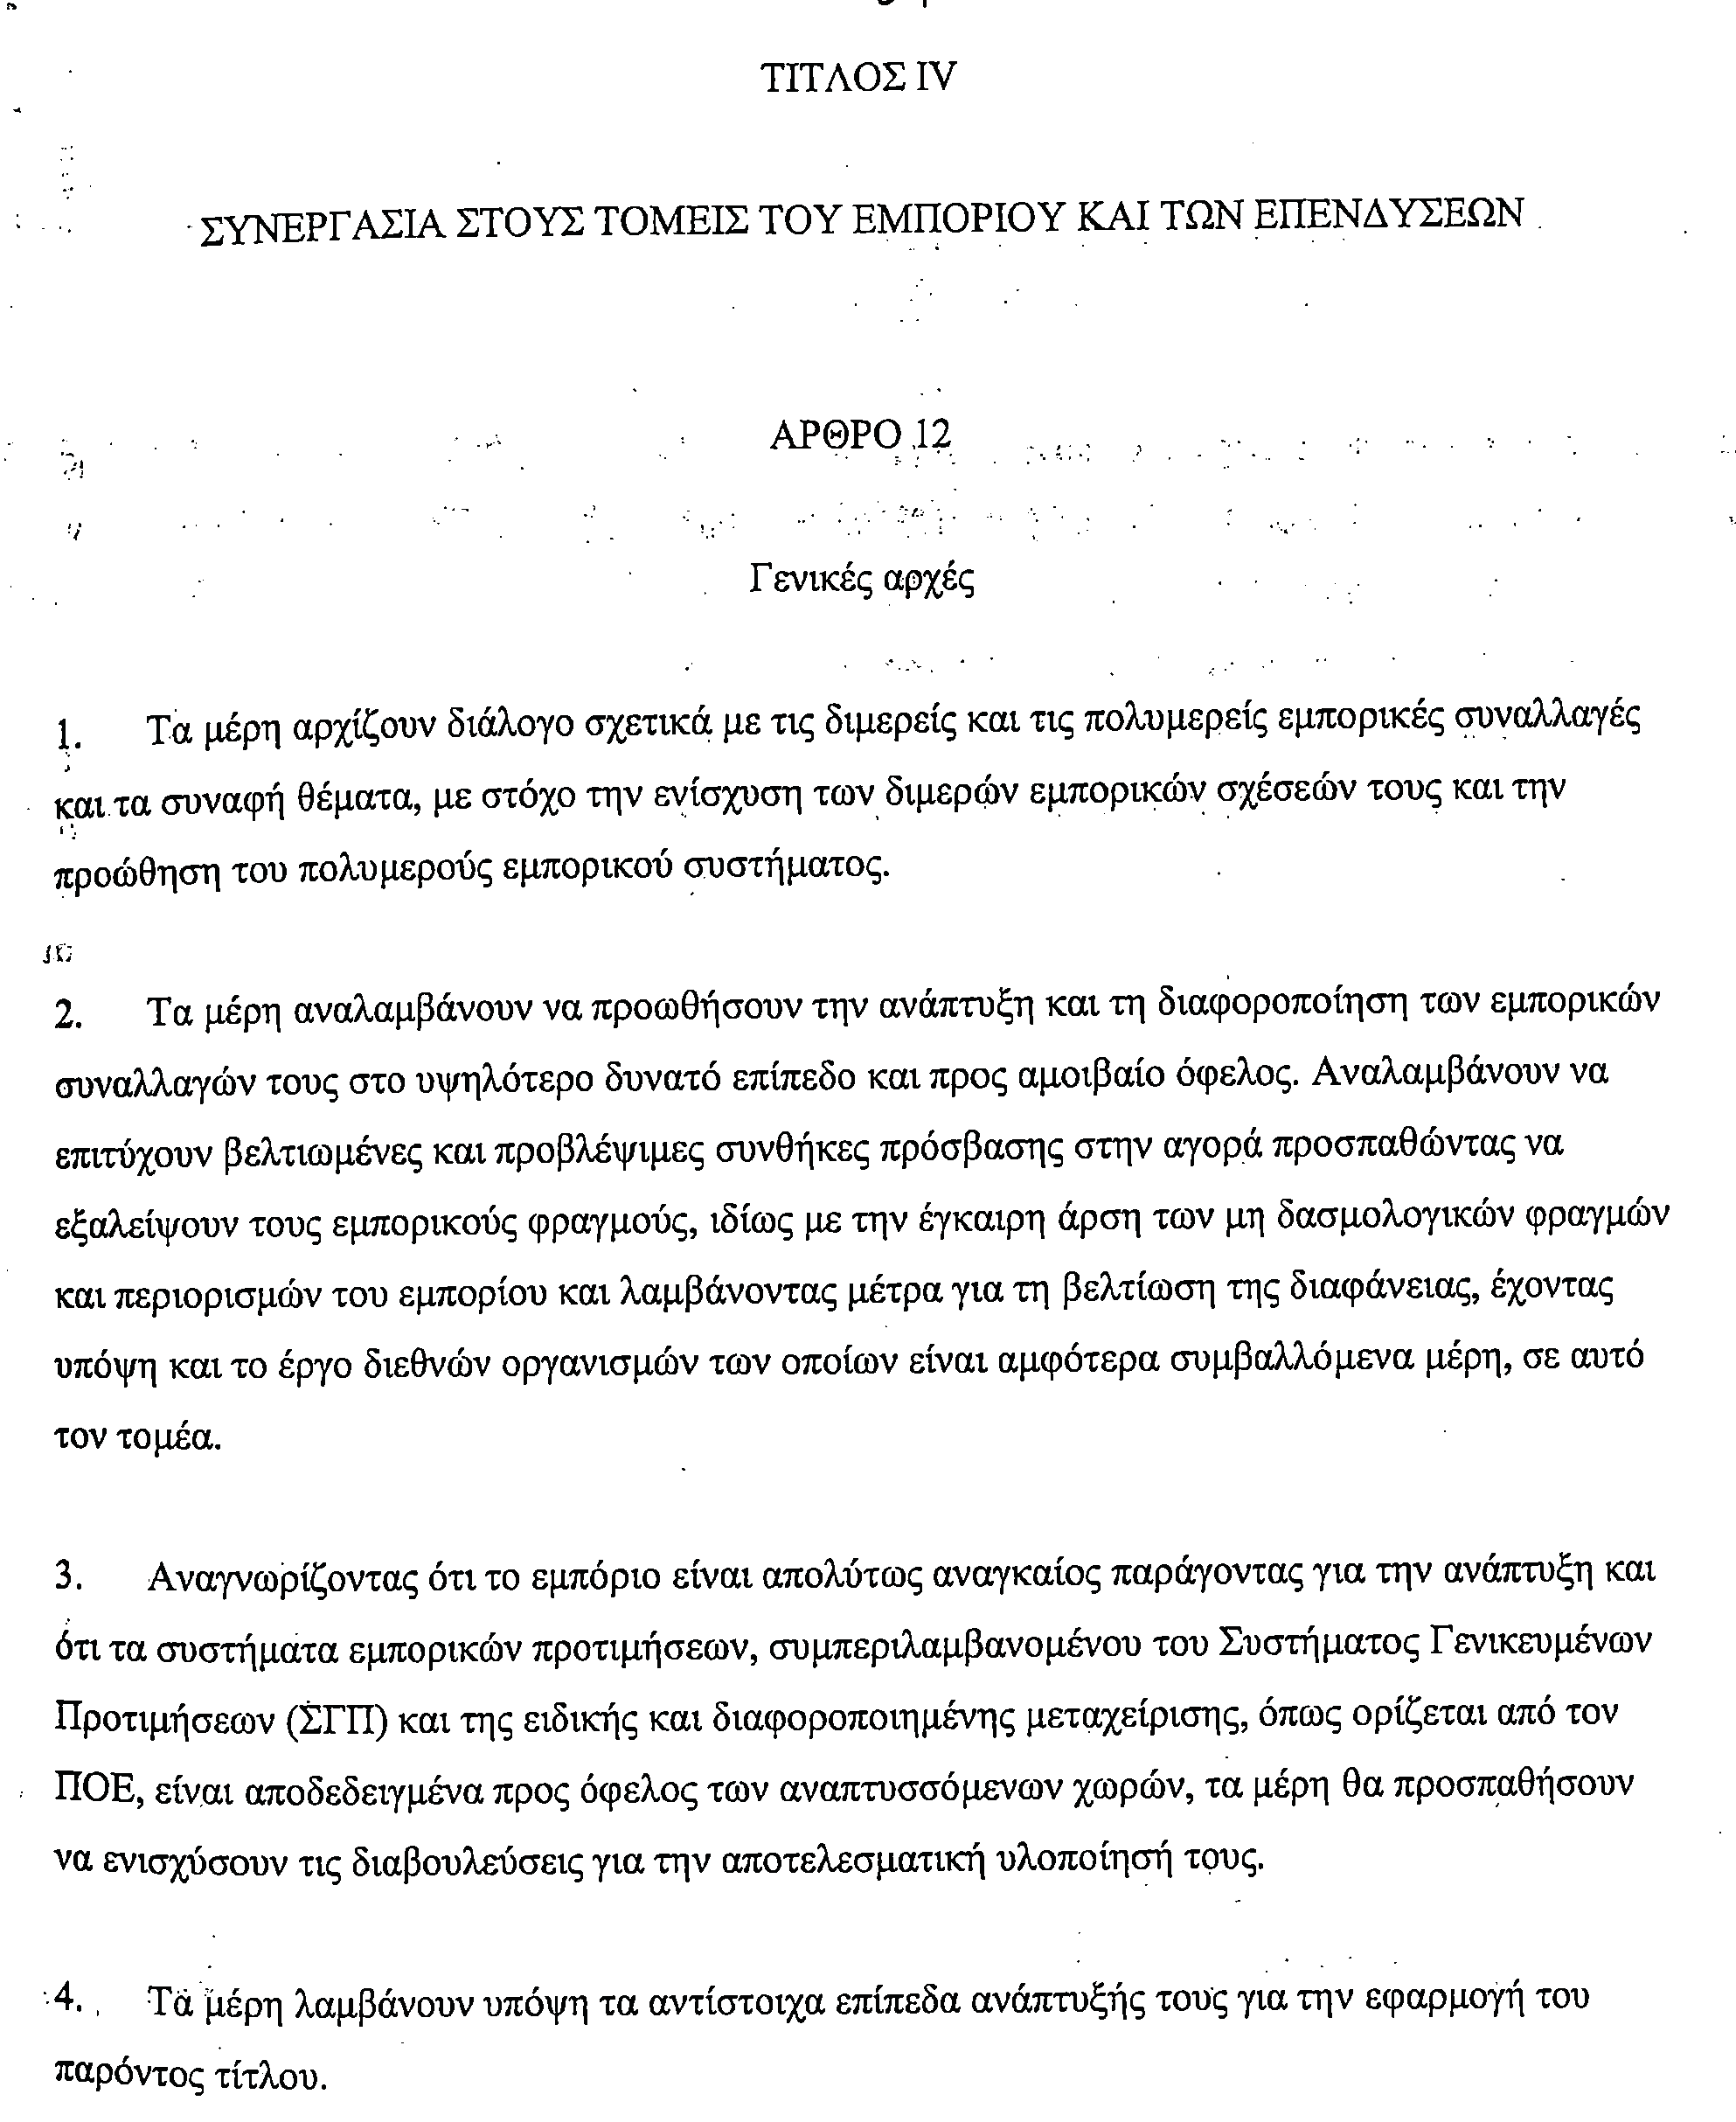 ΤΙΤΛΟΣ IV
ΣΥΝΕΡΓΑΣΙΑ ΣΤΟΥΣ ΤΟΜΕΙΣ ΤΟΥ ΕΜΠΟΡΙΟΥ ΚΑΙ ΤΩΝ ΕΠΕΝΔΥΣΕΩΝ
ΑΡΘΡΟ 12
Γενικές αρχές
1. Τα μέρη αρχίζουν διάλογο σχετικά με τις διμερείς και τις πολυμερείς εμπορικές συναλλαγές
και τα συναφή θέματα, με στόχο την ενίσχυση των διμερών εμπορικών σχέσεών τους και την
προώθηση του πολυμερούς εμπορικού συστήματος.
2. Τα μέρη αναλαμβάνουν να προωθήσουν την ανάπτυξη και τη διαφοροποίηση των εμπορικών
συναλλαγών τους στο υψηλότερο δυνατό επίπεδο και προς αμοιβαίο όφελος. Αναλαμβάνουν να
επιτύχουν βελτιωμένες και προβλέψιμες συνθήκες πρόσβασης στην αγορά προσπαθώντας να
εξαλείψουν τους εμπορικούς φραγμούς, ιδίως με την έγκαιρη άρση των μη δασμολογικών φραγμών
και περιορισμών του εμπορίου και λαμβάνοντας μέτρα για τη βελτίωση της διαφάνειας, έχοντας
υπόψη και το έργο διεθνών οργανισμών των οποίων είναι αμφότερα συμβαλλόμενα μέρη, σε αυτό
τον τομέα.
3. Αναγνωρίζοντας ότι το εμπόριο είναι απολύτως αναγκαίος παράγοντας για την ανάπτυξη και
ότι τα συστήματα εμπορικών προτιμήσεων, συμπεριλαμβανομένου του Συστήματος Γενικευμένων
Προτιμήσεων (ΣΓΠ) και της ειδικής και διαφοροποιημένης μεταχείρισης, όπως ορίζεται από τον
ΠΟΕ, είναι αποδεδειγμένα προς όφελος των αναπτυσσόμενων χωρών, τα μέρη θα προσπαθήσουν
να ενισχύσουν τις διαβουλεύσεις για την αποτελεσματική υλοποίησή τους.
4. Τα μέρη λαμβάνουν υπόψη τα αντίστοιχα επίπεδα ανάπτυξής τους για την εφαρμογή του
παρόντος τίτλου.